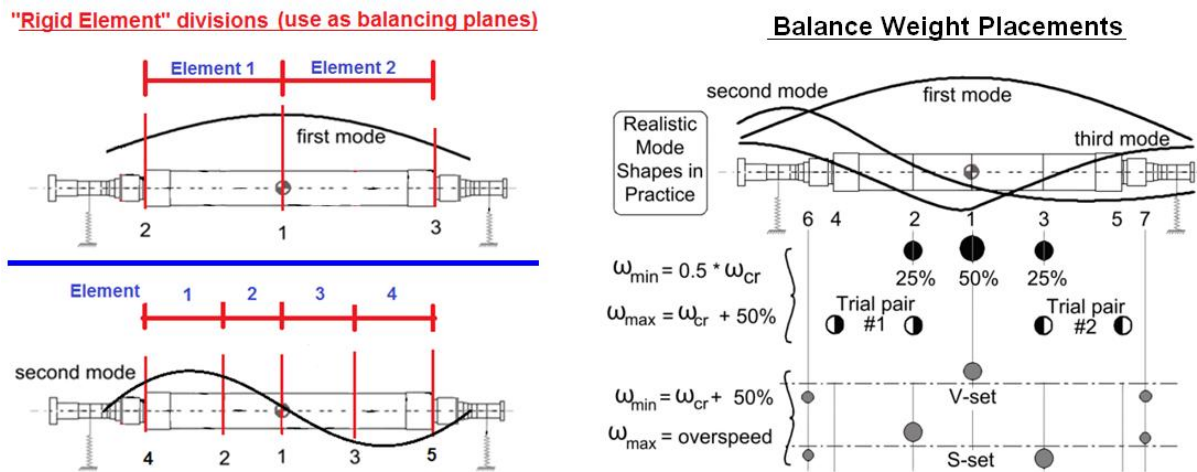 "Rigid Element" divisions (use as balancing planes)
Element 1 Element 2
first mode
2 1 3
Element 1 2 3 4
second mode
4 2 1 3 5
Balance Weight Placements
second mode first mode
Realistic
Mode
Shapes in
Practice
third mode
6 4 2 1 3 5 7
ωmin = 0.5 * ωcr
25% 50% 25%
ωmax = ωcr + 50%
Trial pair
#1
Trial pair
#2
ωmin = ωcr + 50%
V-set
ωmax = overspeed
S-set